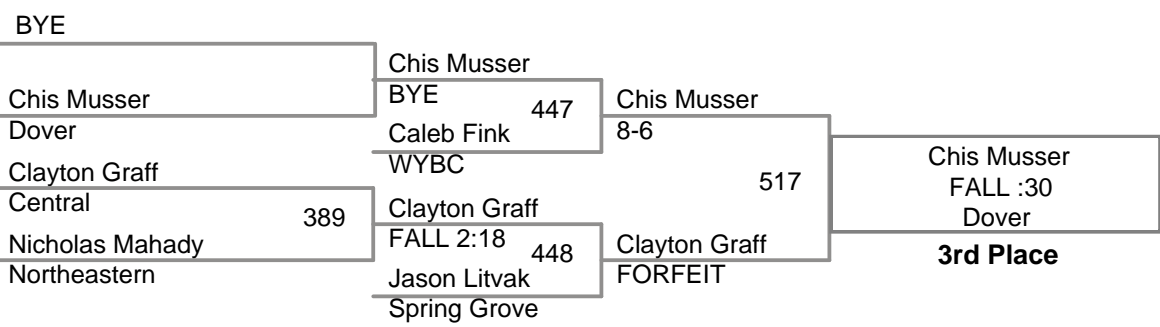 BYE
Chis Musser
Dover
Clayton Graff
Central
389
Nicholas Mahady
Northeastern
Chis Musser
BYE
447
Caleb Fink
WYBC
Clayton Graff
FALL 2:18
448
Jason Litvak
Spring Grove
Chis Musser
8-6
517
Clayton Graff
FORFEIT
Chis Musser
FALL :30
Dover
3rd Place